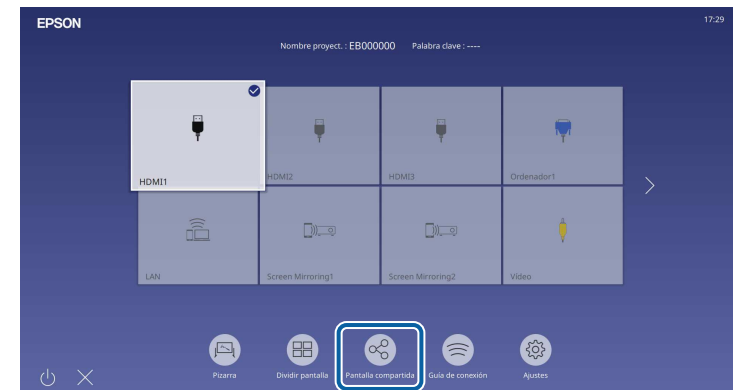 EPSON
17:29
Nombre proyect. : EB000000 Palabra clave : ----
HDMI1
HDMI2
HDMI3
Ordenador1
LAN
Screen Mirroring1
Screen Mirroring2
Vídeo
Pizarra
Dividir pantalla
Pantalla compartida
Guía de conexión
Ajustes